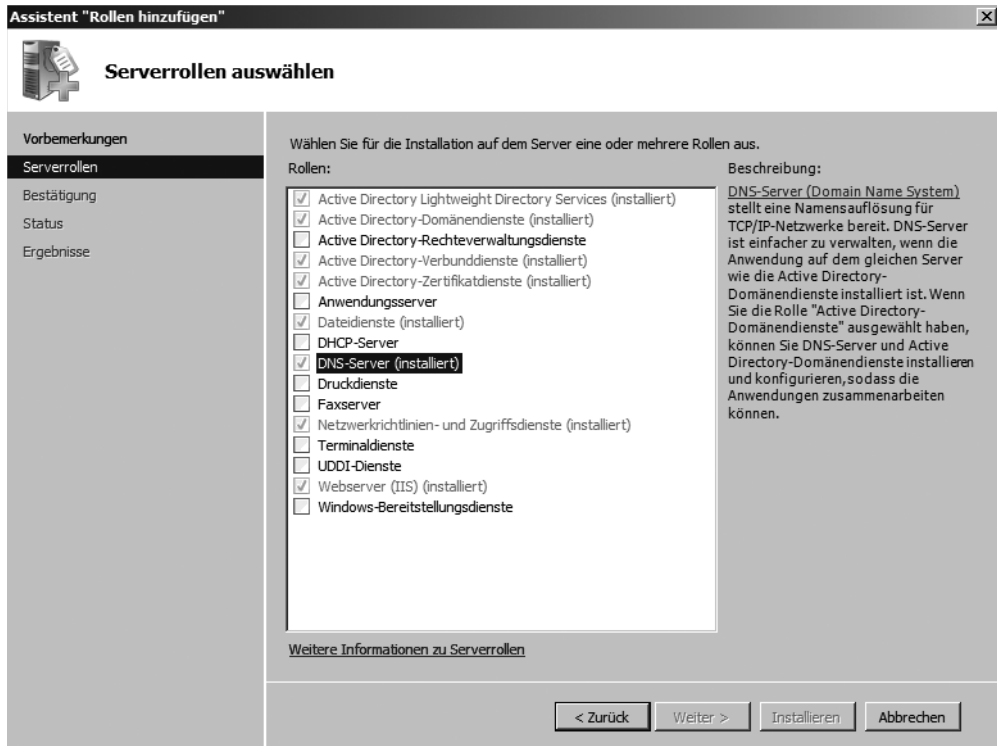 Assistent "Rollen hinzufügen"
Serverrollen auswählen
Vorbemerkungen
Serverrollen
Bestätigung
Status
Ergebnisse
Wählen Sie für die Installation auf dem Server eine oder mehrere Rollen aus.
Rollen:
Active Directory Lightweight Directory Services (installiert)
Active Directory-Domänendienste (installiert)
Active Directory-Rechteverwaltungsdienste
Active Directory-Verbunddienste (installiert)
Active Directory-Zertifikatdienste (installiert)
Anwendungsserver
Dateidienste (installiert)
DHCP-Server
DNS-Server (installiert)
Druckdienste
Faxserver
Netzwerkrichtlinien- und Zugriffsdienste (installiert)
Terminaldienste
UDDI-Dienste
Webserver (IIS) (installiert)
Windows-Bereitstellungsdienste
Weitere Informationen zu Serverrollen
Beschreibung:
DNS-Server (Domain Name System)
stellt eine Namensauflösung für
TCP/IP-Netzwerke bereit. DNS-Server
ist einfacher zu verwalten, wenn die
Anwendung auf dem gleichen Server
wie die Active Directory-
Domänendienste installiert ist. Wenn
Sie die Rolle "Active Directory-
Domänendienste" ausgewählt haben,
können Sie DNS-Server und Active
Directory-Domänendienste installieren
und konfigurieren, sodass die
Anwendungen zusammenarbeiten
können.
< Zurück
Weiter >
Installieren
Abbrechen